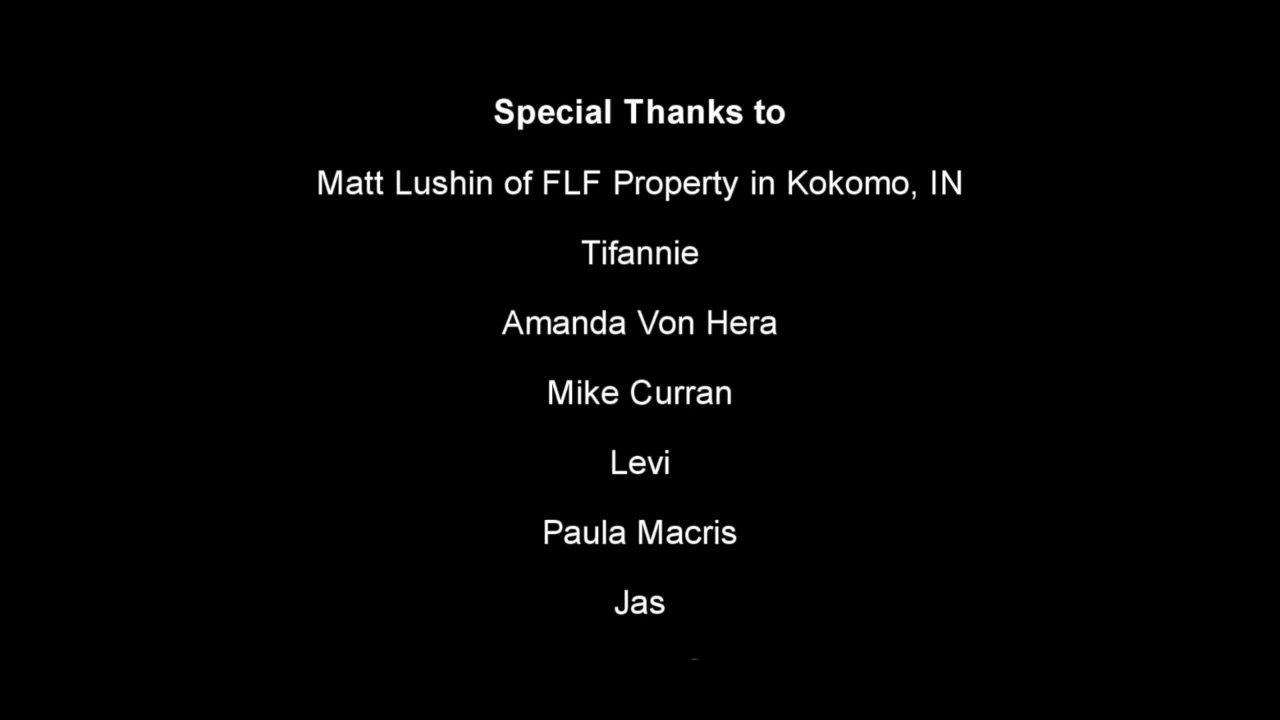 Special Thanks to
Matt Lushin of FLF Property in Kokomo, IN
Tifannie
Amanda Von Hera
Mike Curran
Levi
Paula Macris
Jas